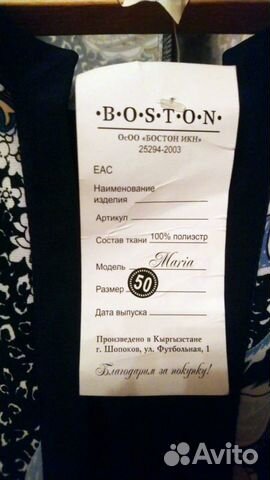 ·B·O·S·T·O·N·
ОсОО «БОСТОН ИКН»
25294-2003
EAC
Наименование
изделия
Артикул
Состав ткани 100% полиэстр
Модель Maria
Размер 50
Дата выпуска
Произведено в Кыргызстане
г. Шопоков, ул. Футбольная, 1
Благодарим за покупку!
Avito